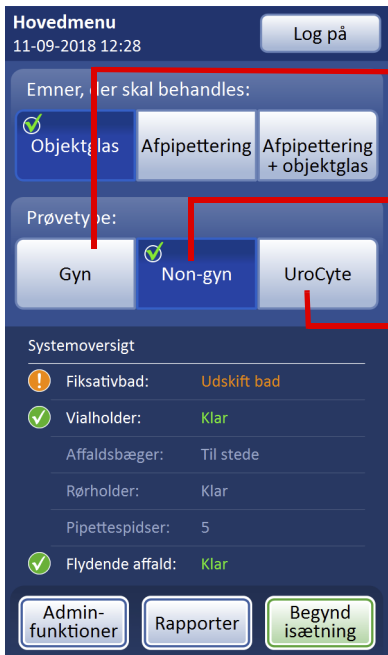 Hovedmenu
11-09-2018 12:28
Log på
Emner, der skal behandles:
Objektglas
Afpipettering
Afpipettering
+ objektglas
Prøvetype:
Gyn
Non-gyn
UroCyte
Systemoversigt
Fiksativbad: Udskift bad
Vialholder: Klar
Affaldsbæger: Til stede
Rørholder: Klar
Pipettespidser: 5
Flydende affald: Klar
Admin-
funktioner
Rapporter
Begynd
isætning